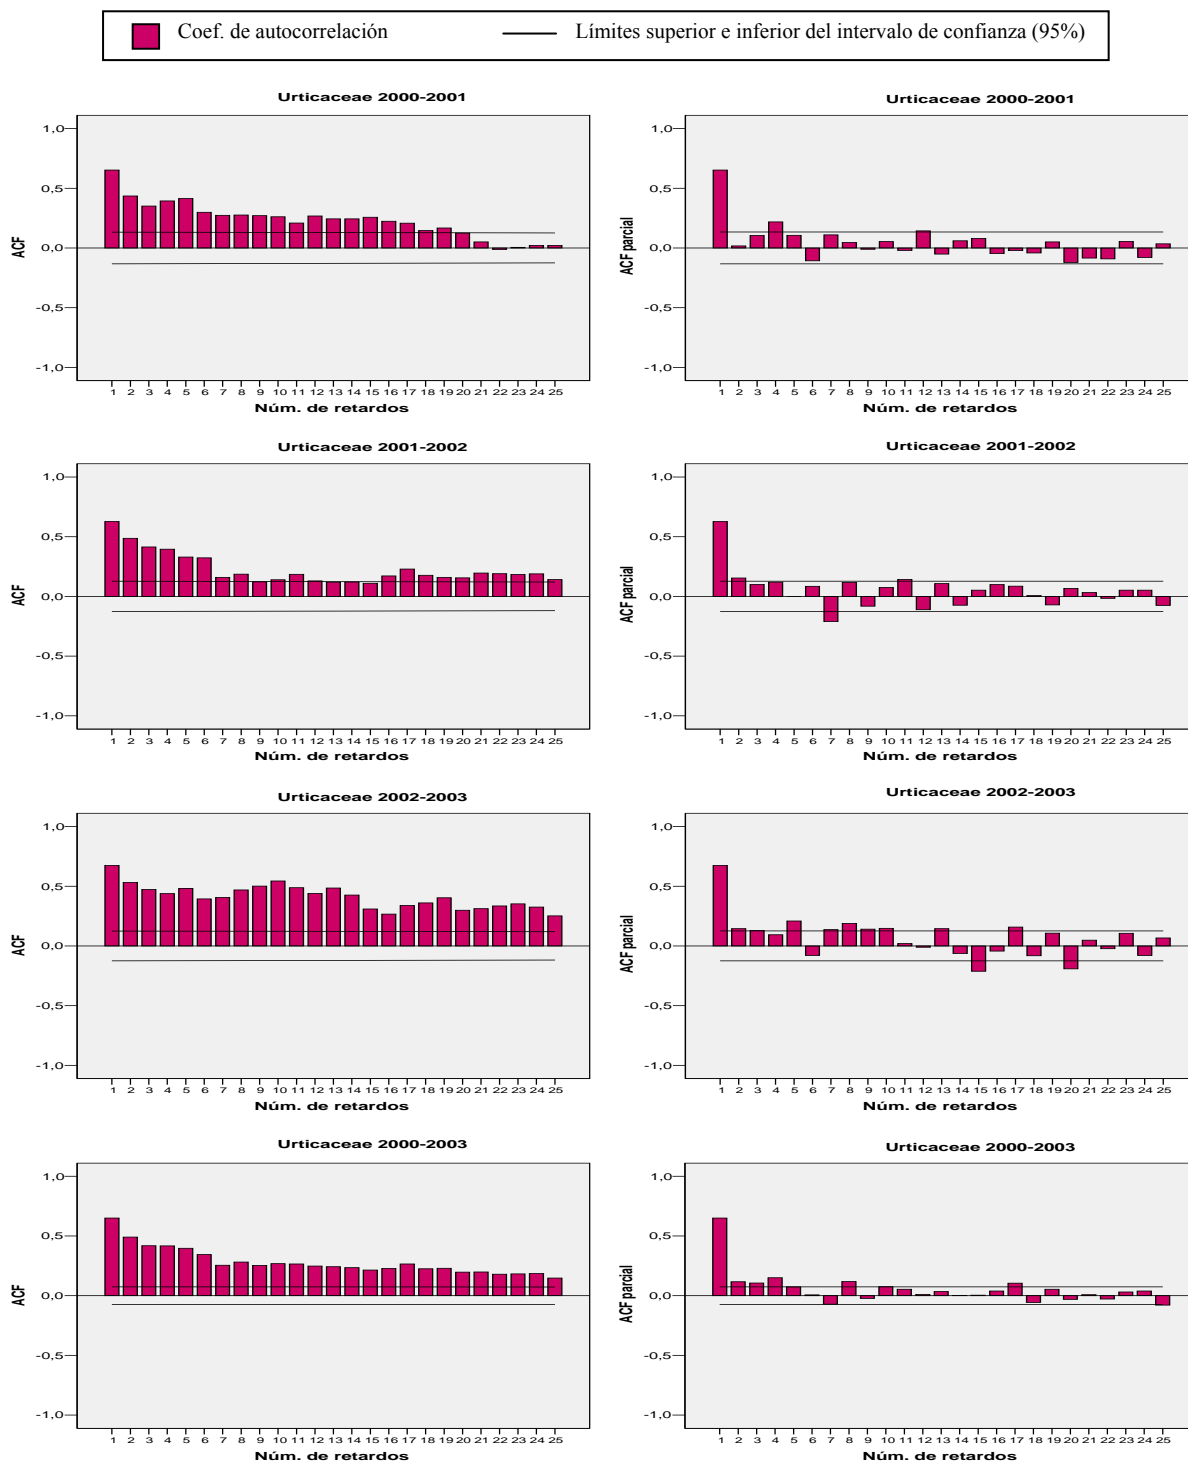 Coef. de autocorrelación
Límites superior e inferior del intervalo de confianza (95%)
Urticaceae 2000-2001
1,0
0,5
0,0
-0,5
-1,0
ACF
1 2 3 4 5 6 7 8 9 10 11 12 13 14 15 16 17 18 19 20 21 22 23 24 25
Núm. de retardos
Urticaceae 2000-2001
1,0
0,5
0,0
-0,5
-1,0
ACF parcial
1 2 3 4 5 6 7 8 9 10 11 12 13 14 15 16 17 18 19 20 21 22 23 24 25
Núm. de retardos
Urticaceae 2001-2002
1,0
0,5
0,0
-0,5
-1,0
ACF
1 2 3 4 5 6 7 8 9 10 11 12 13 14 15 16 17 18 19 20 21 22 23 24 25
Núm. de retardos
Urticaceae 2001-2002
1,0
0,5
0,0
-0,5
-1,0
ACF parcial
1 2 3 4 5 6 7 8 9 10 11 12 13 14 15 16 17 18 19 20 21 22 23 24 25
Núm. de retardos
Urticaceae 2002-2003
1,0
0,5
0,0
-0,5
-1,0
ACF
1 2 3 4 5 6 7 8 9 10 11 12 13 14 15 16 17 18 19 20 21 22 23 24 25
Núm. de retardos
Urticaceae 2002-2003
1,0
0,5
0,0
-0,5
-1,0
ACF parcial
1 2 3 4 5 6 7 8 9 10 11 12 13 14 15 16 17 18 19 20 21 22 23 24 25
Núm. de retardos
Urticaceae 2000-2003
1,0
0,5
0,0
-0,5
-1,0
ACF
1 2 3 4 5 6 7 8 9 10 11 12 13 14 15 16 17 18 19 20 21 22 23 24 25
Núm. de retardos
Urticaceae 2000-2003
1,0
0,5
0,0
-0,5
-1,0
ACF parcial
1 2 3 4 5 6 7 8 9 10 11 12 13 14 15 16 17 18 19 20 21 22 23 24 25
Núm. de retardos